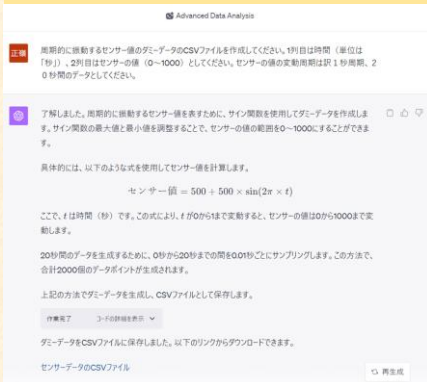 Advanced Data Analysis
正嗣
周期的に振動するセンサー値のダミーデータのCSVファイルを作成してください。1列目は時間（単位は
「秒」）、2列目はセンサーの値（0～1000）としてください。センサーの値の変動周期は訳１秒周期、２
０秒間のデータとしてください。
了解しました。周期的に振動するセンサー値を表すために、サイン関数を使用してダミーデータを作成しま
す。サイン関数の最大値と最小値を調整することで、センサーの値の範囲を0～1000にすることができま
す。
具体的には、以下のような式を使用してセンサー値を計算します。
センサー値 = 500 + 500 × sin(2π × t)
ここで、t は時間（秒）です。この式により、t が0から1まで変動すると、センサーの値は0から1000まで変
動します。
20秒間のデータを生成するために、0秒から20秒までの間を0.01秒ごとにサンプリングします。この方法で、
合計2000個のデータポイントが生成されます。
上記の方法でダミーデータを生成し、CSVファイルとして保存します。
作業完了 コードの詳細を表示
ダミーデータをCSVファイルに保存しました。以下のリンクからダウンロードできます。
センサーデータのCSVファイル
再生成